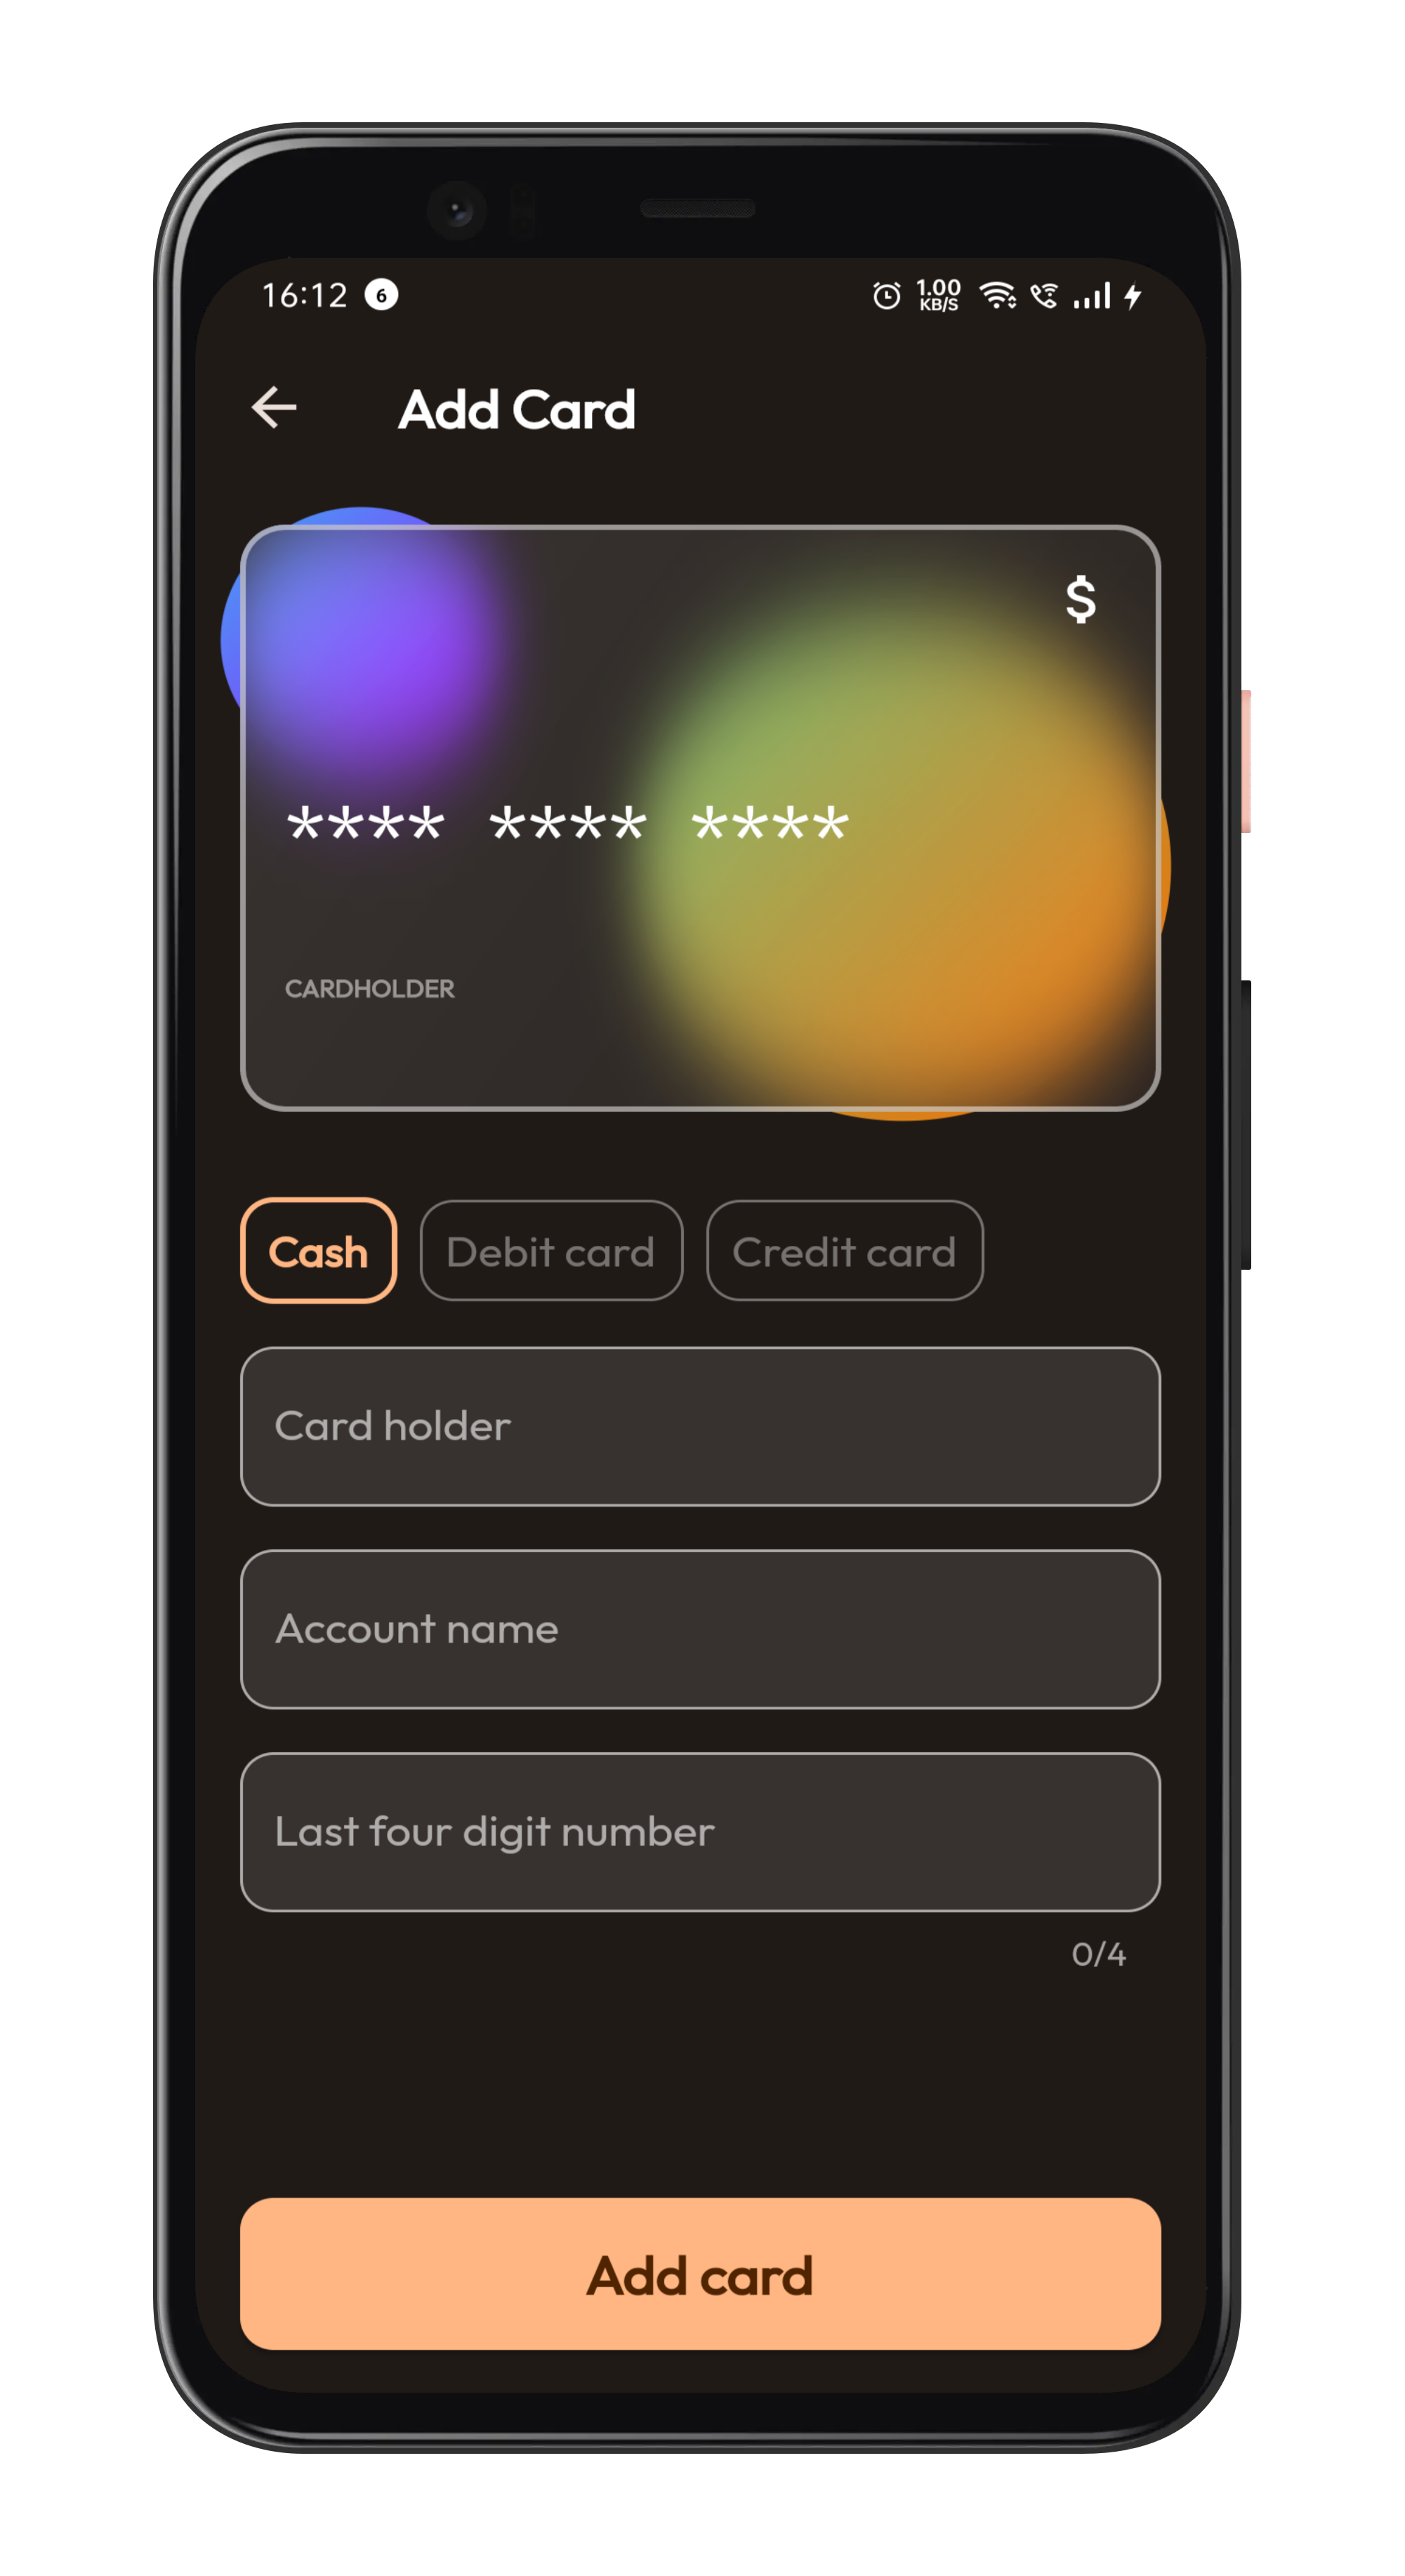 16:12 6 1.00 KB/S
Add Card
$
**** **** ****
CARDHOLDER
Cash Debit card Credit card
Card holder
Account name
Last four digit number
0/4
Add card